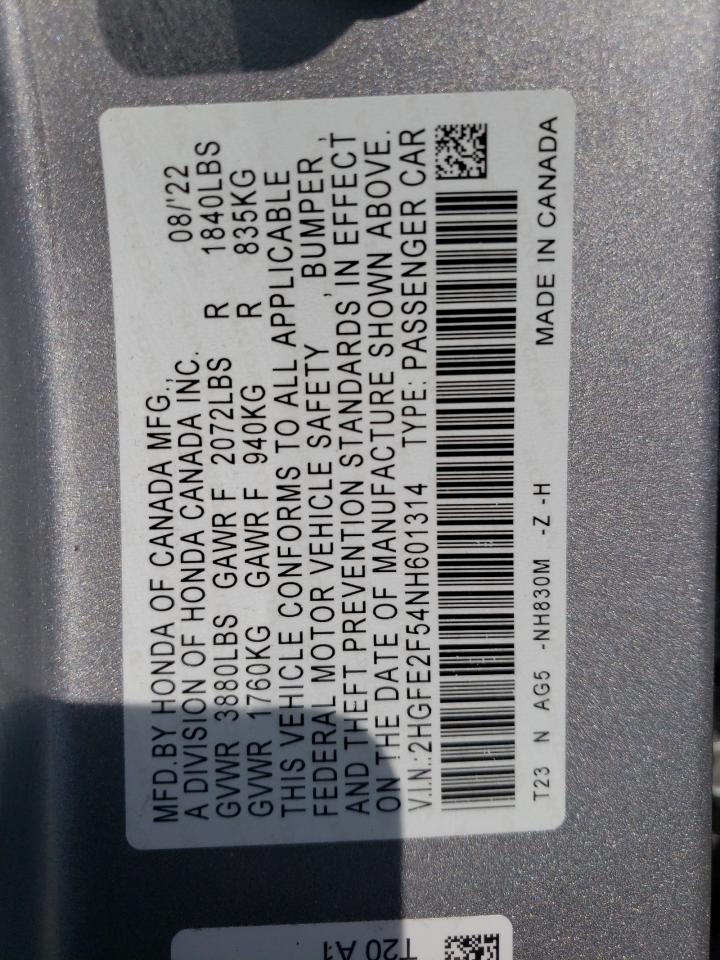 MFD.BY HONDA OF CANADA MFG., 08/'22
A DIVISION OF HONDA CANADA INC.
GVWR 3880LBS GAWR F 2072LBS R 1840LBS
GVWR 1760KG GAWR F 940KG R 835KG
THIS VEHICLE CONFORMS TO ALL APPLICABLE
FEDERAL MOTOR VEHICLE SAFETY , BUMPER ,
AND THEFT PREVENTION STANDARDS IN EFFECT
ON THE DATE OF MANUFACTURE SHOWN ABOVE.
V.I.N.:2HGFE2F54NH601314 TYPE: PASSENGER CAR
T23 N AG5 -NH830M -Z -H MADE IN CANADA
T20 A1